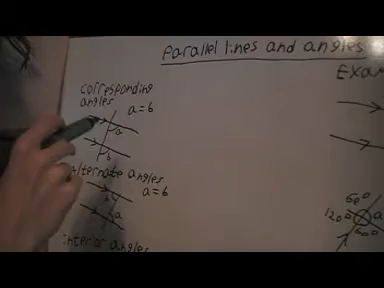 Parallel lines and angles
corresponding
angles
a = b
a
b
alternate angles
a = b
b
a
interior angles
Exa
60°
120°
a
60°